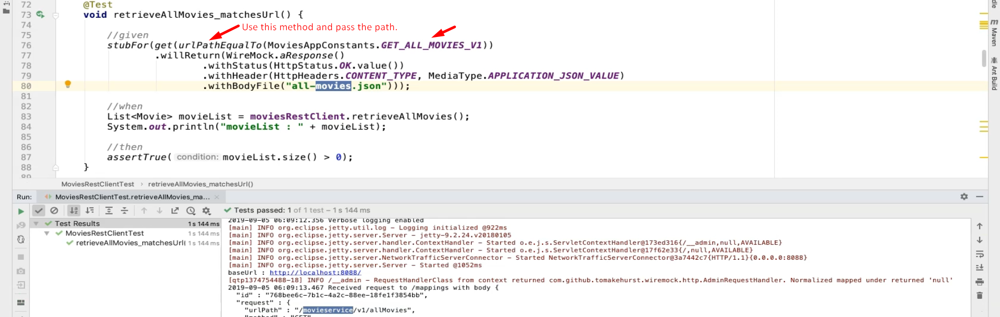 72 @Test
73 void retrieveAllMovies_matchesUrl() {
74 Use this method and pass the path.
75 //given
76 stubFor(get(urlPathEqualTo(MoviesAppConstants.GET_ALL_MOVIES_V1))
77 .willReturn(WireMock.aResponse()
78 .withStatus(HttpStatus.OK.value())
79 .withHeader(HttpHeaders.CONTENT_TYPE, MediaType.APPLICATION_JSON_VALUE)
80 .withBodyFile("all-movies.json")));
81
82 //when
83 List<Movie> movieList = moviesRestClient.retrieveAllMovies();
84 System.out.println("movieList : " + movieList);
85
86 //then
87 assertTrue( condition: movieList.size() > 0);
88 }
89
Maven
Ant Build
MoviesRestClientTest › retrieveAllMovies_matchesUrl()
Run: MoviesRestClientTest.retrieveAllMovies_ma... ×
Tests passed: 1 of 1 test – 1 s 144 ms
Test Results 1 s 144 ms
MoviesRestClientTest 1 s 144 ms
retrieveAllMovies_matchesUrl( 1 s 144 ms
2019-09-05 06:09:12.356 Verbose logging enabled
[main] INFO org.eclipse.jetty.util.log - Logging initialized @922ms
[main] INFO org.eclipse.jetty.server.Server - jetty-9.2.24.v20180105
[main] INFO org.eclipse.jetty.server.handler.ContextHandler - Started o.e.j.s.ServletContextHandler@173ed316{/__admin,null,AVAILABLE}
[main] INFO org.eclipse.jetty.server.handler.ContextHandler - Started o.e.j.s.ServletContextHandler@17f62e33{/,null,AVAILABLE}
[main] INFO org.eclipse.jetty.server.NetworkTrafficServerConnector - Started NetworkTrafficServerConnector@3a7442c7{HTTP/1.1}{0.0.0.0:8088}
[main] INFO org.eclipse.jetty.server.Server - Started @1052ms
baseUrl : http://localhost:8088/
[qtp1374754488-18] INFO /__admin - RequestHandlerClass from context returned com.github.tomakehurst.wiremock.http.AdminRequestHandler. Normalized mapped under returned 'null'
2019-09-05 06:09:13.467 Received request to /mappings with body {
"id" : "768bee6c-7b1c-4a2c-88ee-18fe1f3854bb",
"request" : {
"urlPath" : "/movieservice/v1/allMovies",
"method" : "GET"